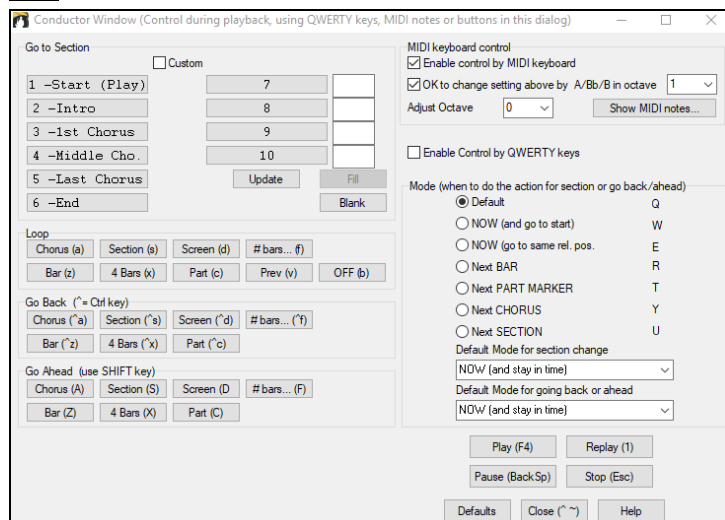 Conductor Window (Control during playback, using QWERTY keys, MIDI notes or buttons in this dialog)
Go to Section
Custom
1 -Start (Play) 7
2 -Intro 8
3 -1st Chorus 9
4 -Middle Cho. 10
5 -Last Chorus Update Fill
6 -End Blank
Loop
Chorus (a) Section (s) Screen (d) # bars... (f)
Bar (z) 4 Bars (x) Part (c) Prev (v) OFF (b)
Go Back (^= Ctrl key)
Chorus (^a) Section (^s) Screen (^d) # bars... (^f)
Bar (^z) 4 Bars (^x) Part (^c)
Go Ahead (use SHIFT key)
Chorus (A) Section (S) Screen (D # bars... (F)
Bar (Z) 4 Bars (X) Part (C)
MIDI keyboard control
Enable control by MIDI keyboard
OK to change setting above by A/Bb/B in octave 1
Adjust Octave 0 Show MIDI notes...
Enable Control by QWERTY keys
Mode (when to do the action for section or go back/ahead)
Default Q
NOW (and go to start) W
NOW (go to same rel. pos. E
Next BAR R
Next PART MARKER T
Next CHORUS Y
Next SECTION U
Default Mode for section change
NOW (and stay in time)
Default Mode for going back or ahead
NOW (and stay in time)
Play (F4) Replay (1)
Pause (BackSp) Stop (Esc)
Defaults Close (^ ~) Help